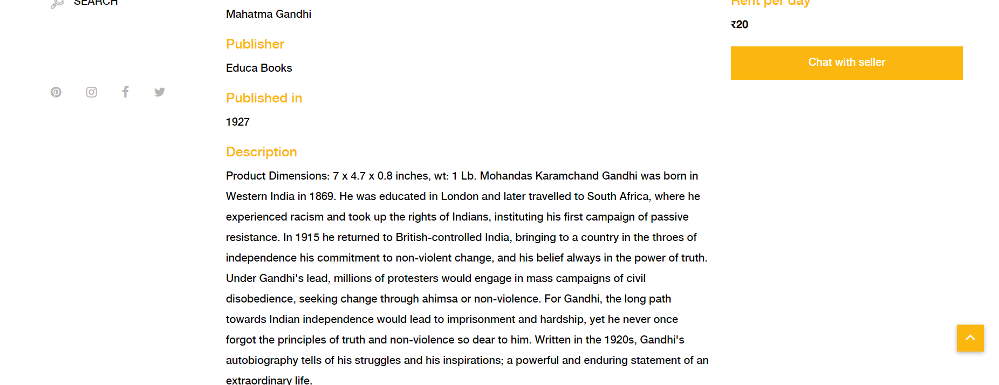 SEARCH
Mahatma Gandhi
Publisher
Educa Books
Published in
1927
Description
Product Dimensions: 7 x 4.7 x 0.8 inches, wt: 1 Lb. Mohandas Karamchand Gandhi was born in
Western India in 1869. He was educated in London and later travelled to South Africa, where he
experienced racism and took up the rights of Indians, instituting his first campaign of passive
resistance. In 1915 he returned to British-controlled India, bringing to a country in the throes of
independence his commitment to non-violent change, and his belief always in the power of truth.
Under Gandhi's lead, millions of protesters would engage in mass campaigns of civil
disobedience, seeking change through ahimsa or non-violence. For Gandhi, the long path
towards Indian independence would lead to imprisonment and hardship, yet he never once
forgot the principles of truth and non-violence so dear to him. Written in the 1920s, Gandhi's
autobiography tells of his struggles and his inspirations; a powerful and enduring statement of an
extraordinary life.
Rent per day
₹20
Chat with seller